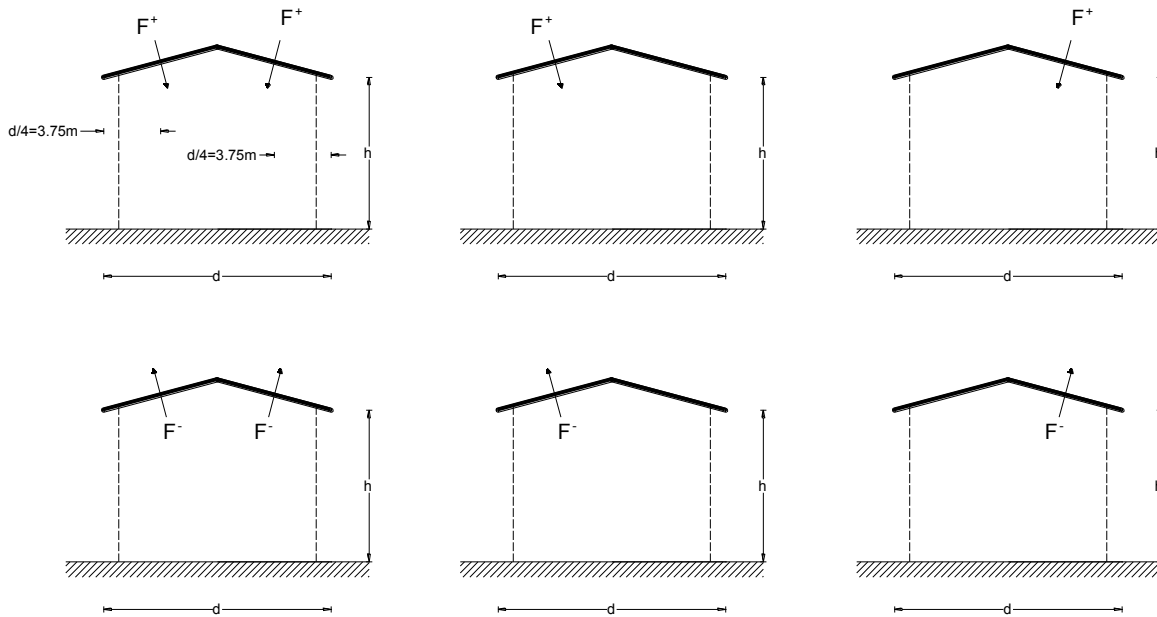 F+ F+ F+ F+
d/4=3.75m
d/4=3.75m
h h h
d d d
F- F- F- F-
h h h
d d d